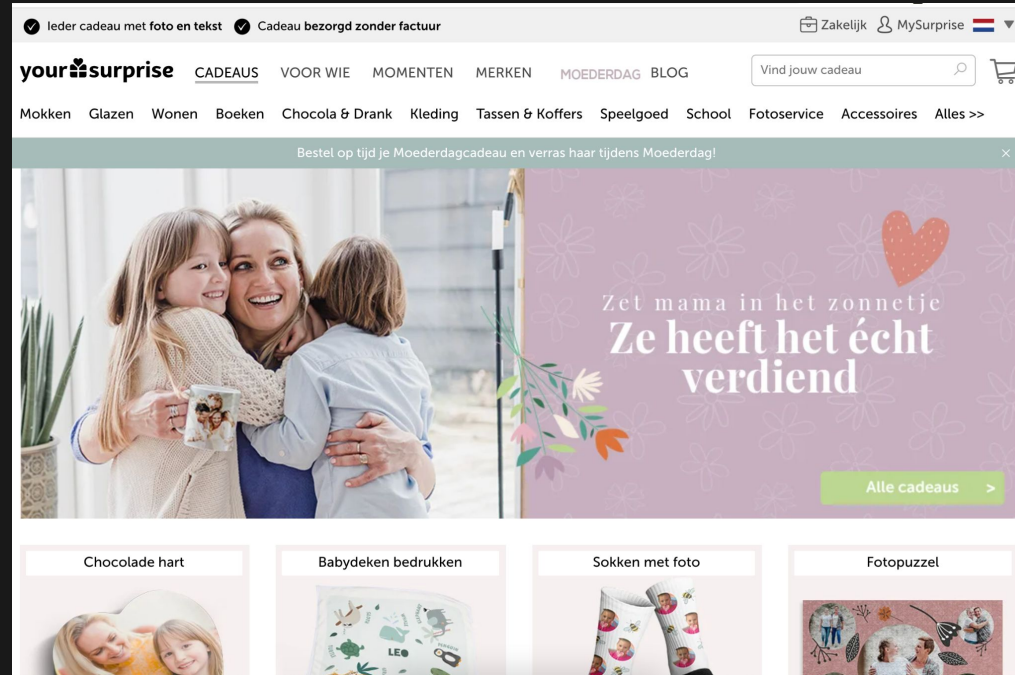 Ieder cadeau met foto en tekst
Cadeau bezorgd zonder factuur
Zakelijk
MySurprise
your surprise
CADEAUS
VOOR WIE
MOMENTEN
MERKEN
MOEDERDAG
BLOG
Vind jouw cadeau
Mokken
Glazen
Wonen
Boeken
Chocola & Drank
Kleding
Tassen & Koffers
Speelgoed
School
Fotoservice
Accessoires
Alles >>
Bestel op tijd je Moederdagcadeau en verras haar tijdens Moederdag!
Zet mama in het zonnetje
Ze heeft het écht
verdiend
Alle cadeaus >
Chocolade hart
Babydeken bedrukken
Sokken met foto
Fotopuzzel
LEO